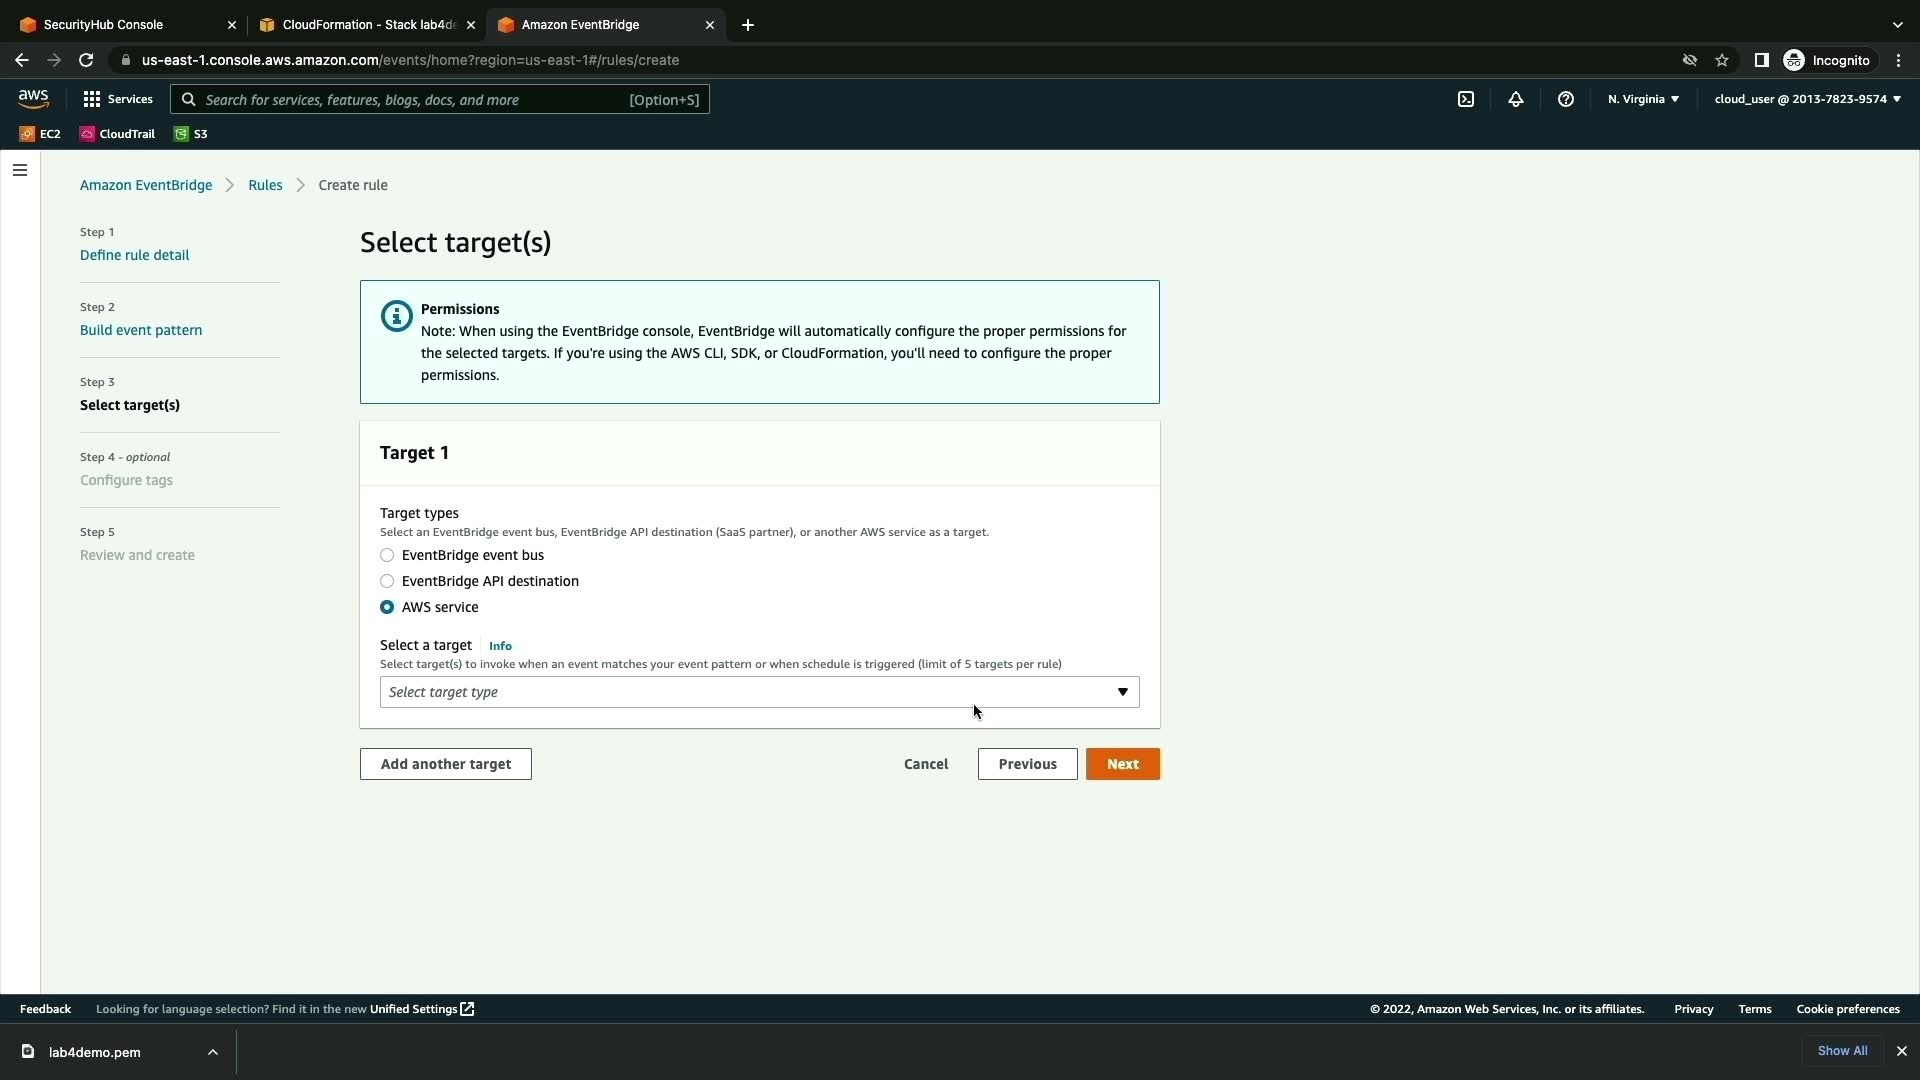 SecurityHub Console
CloudFormation - Stack lab4de
Amazon EventBridge
us-east-1.console.aws.amazon.com/events/home?region=us-east-1#/rules/create
Incognito
aws
Services
Search for services, features, blogs, docs, and more
[Option+S]
N. Virginia
cloud_user @ 2013-7823-9574
EC2
CloudTrail
S3
Amazon EventBridge
Rules
Create rule
Step 1
Define rule detail
Step 2
Build event pattern
Step 3
Select target(s)
Step 4 - optional
Configure tags
Step 5
Review and create
Select target(s)
Permissions
Note: When using the EventBridge console, EventBridge will automatically configure the proper permissions for
the selected targets. If you're using the AWS CLI, SDK, or CloudFormation, you'll need to configure the proper
permissions.
Target 1
Target types
Select an EventBridge event bus, EventBridge API destination (SaaS partner), or another AWS service as a target.
EventBridge event bus
EventBridge API destination
AWS service
Select a target
Info
Select target(s) to invoke when an event matches your event pattern or when schedule is triggered (limit of 5 targets per rule)
Select target type
Add another target
Cancel
Previous
Next
Feedback
Looking for language selection? Find it in the new Unified Settings
© 2022, Amazon Web Services, Inc. or its affiliates.
Privacy
Terms
Cookie preferences
lab4demo.pem
Show All